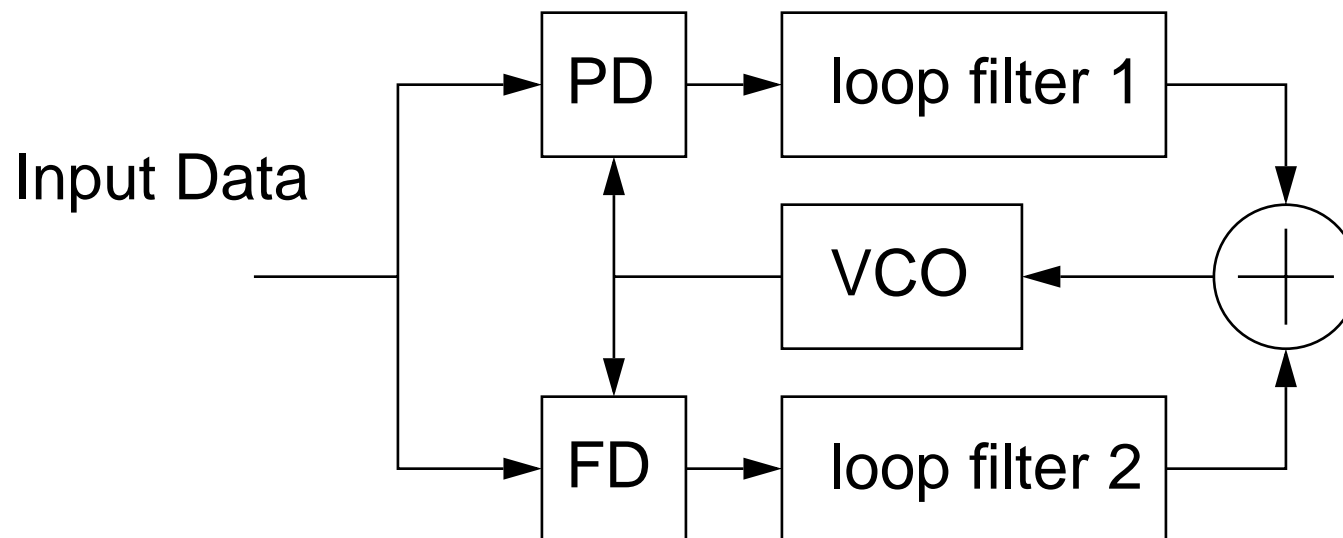 PD
loop filter 1
Input Data
VCO
FD
loop filter 2